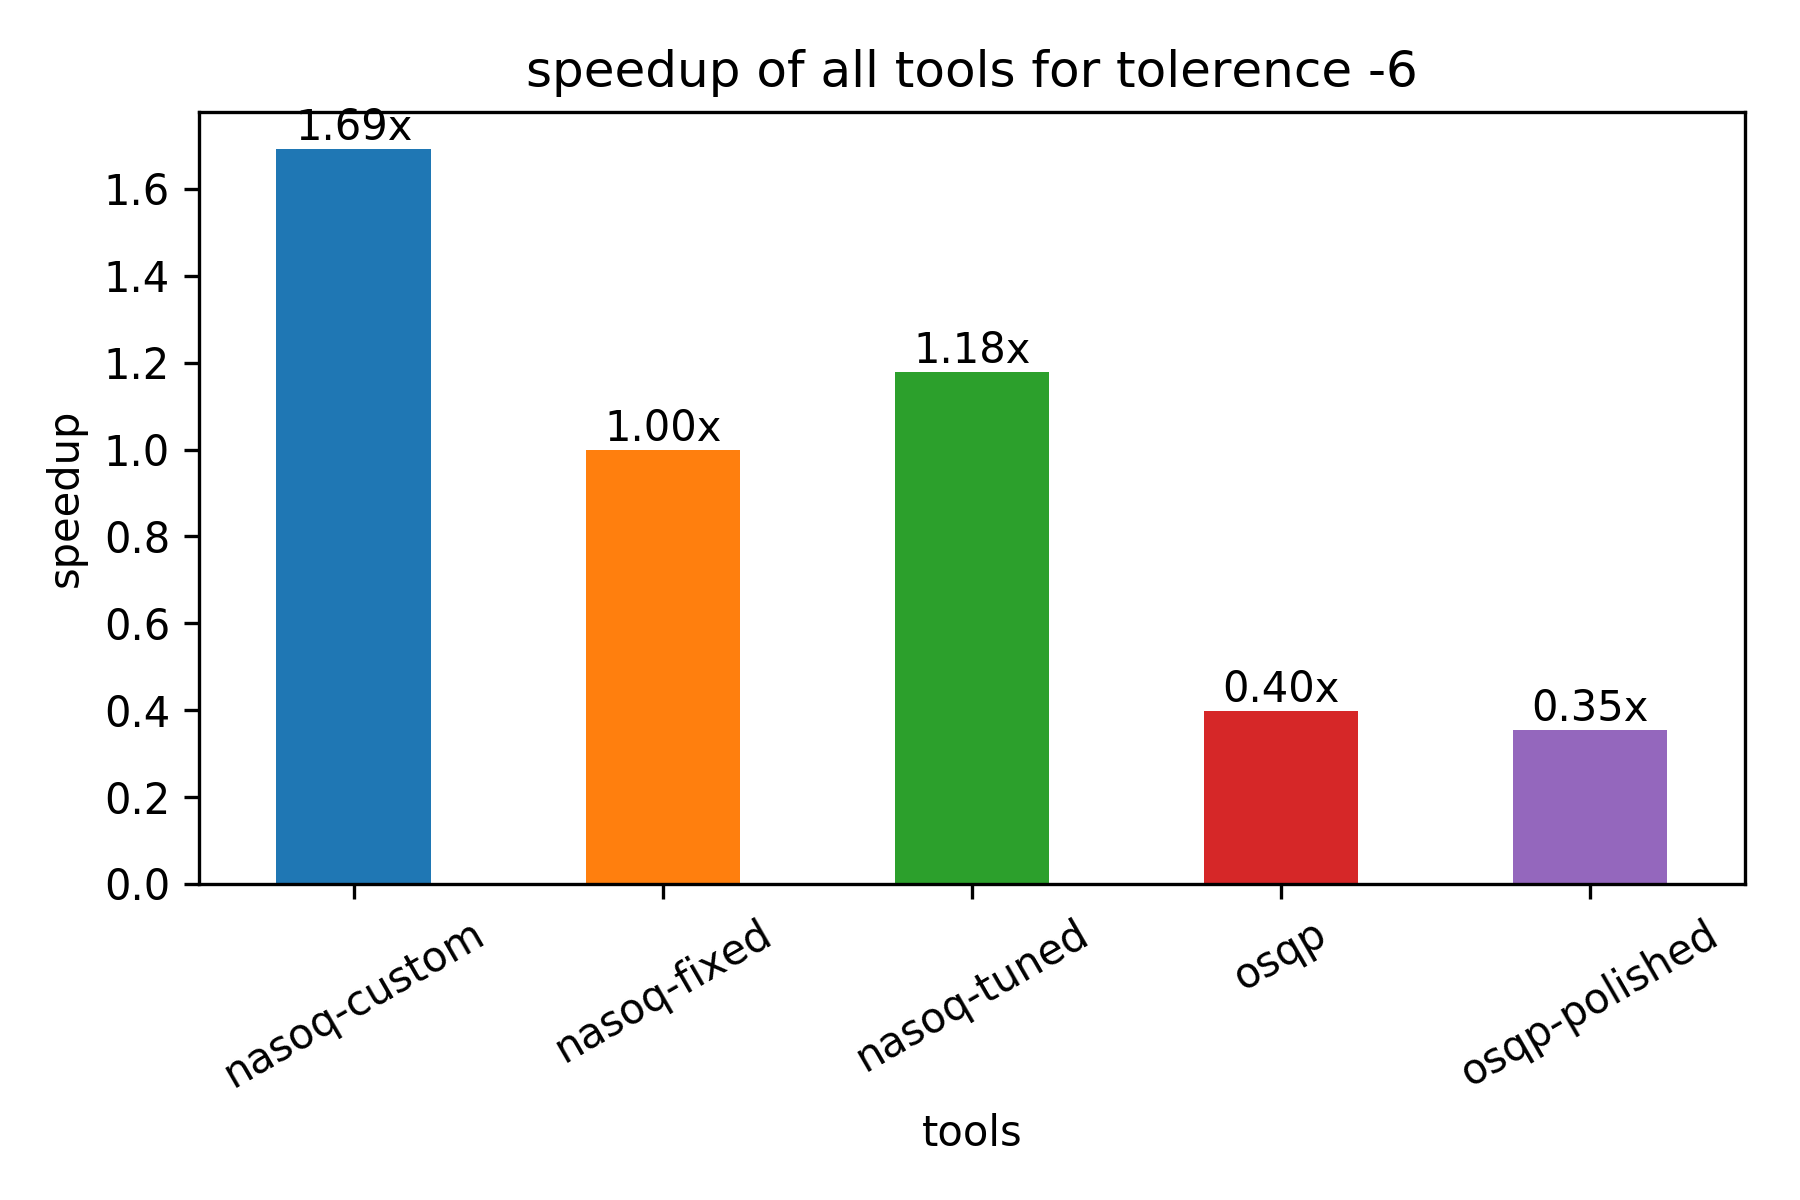 speedup of all tools for tolerence -6
1.69x
1.6
1.4
1.18x
1.2
1.00x
1.0
speedup
0.8
0.6
0.40x
0.35x
0.4
0.2
0.0
nasoq-custom
nasoq-fixed
nasoq-tuned
osqp
osqp-polished
tools